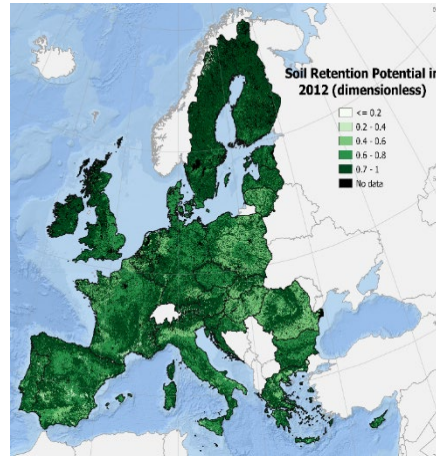 Soil Retention Potential in
2012 (dimensionless)
<= 0.2
0.2 - 0.4
0.4 - 0.6
0.6 - 0.8
0.7 - 1
No data